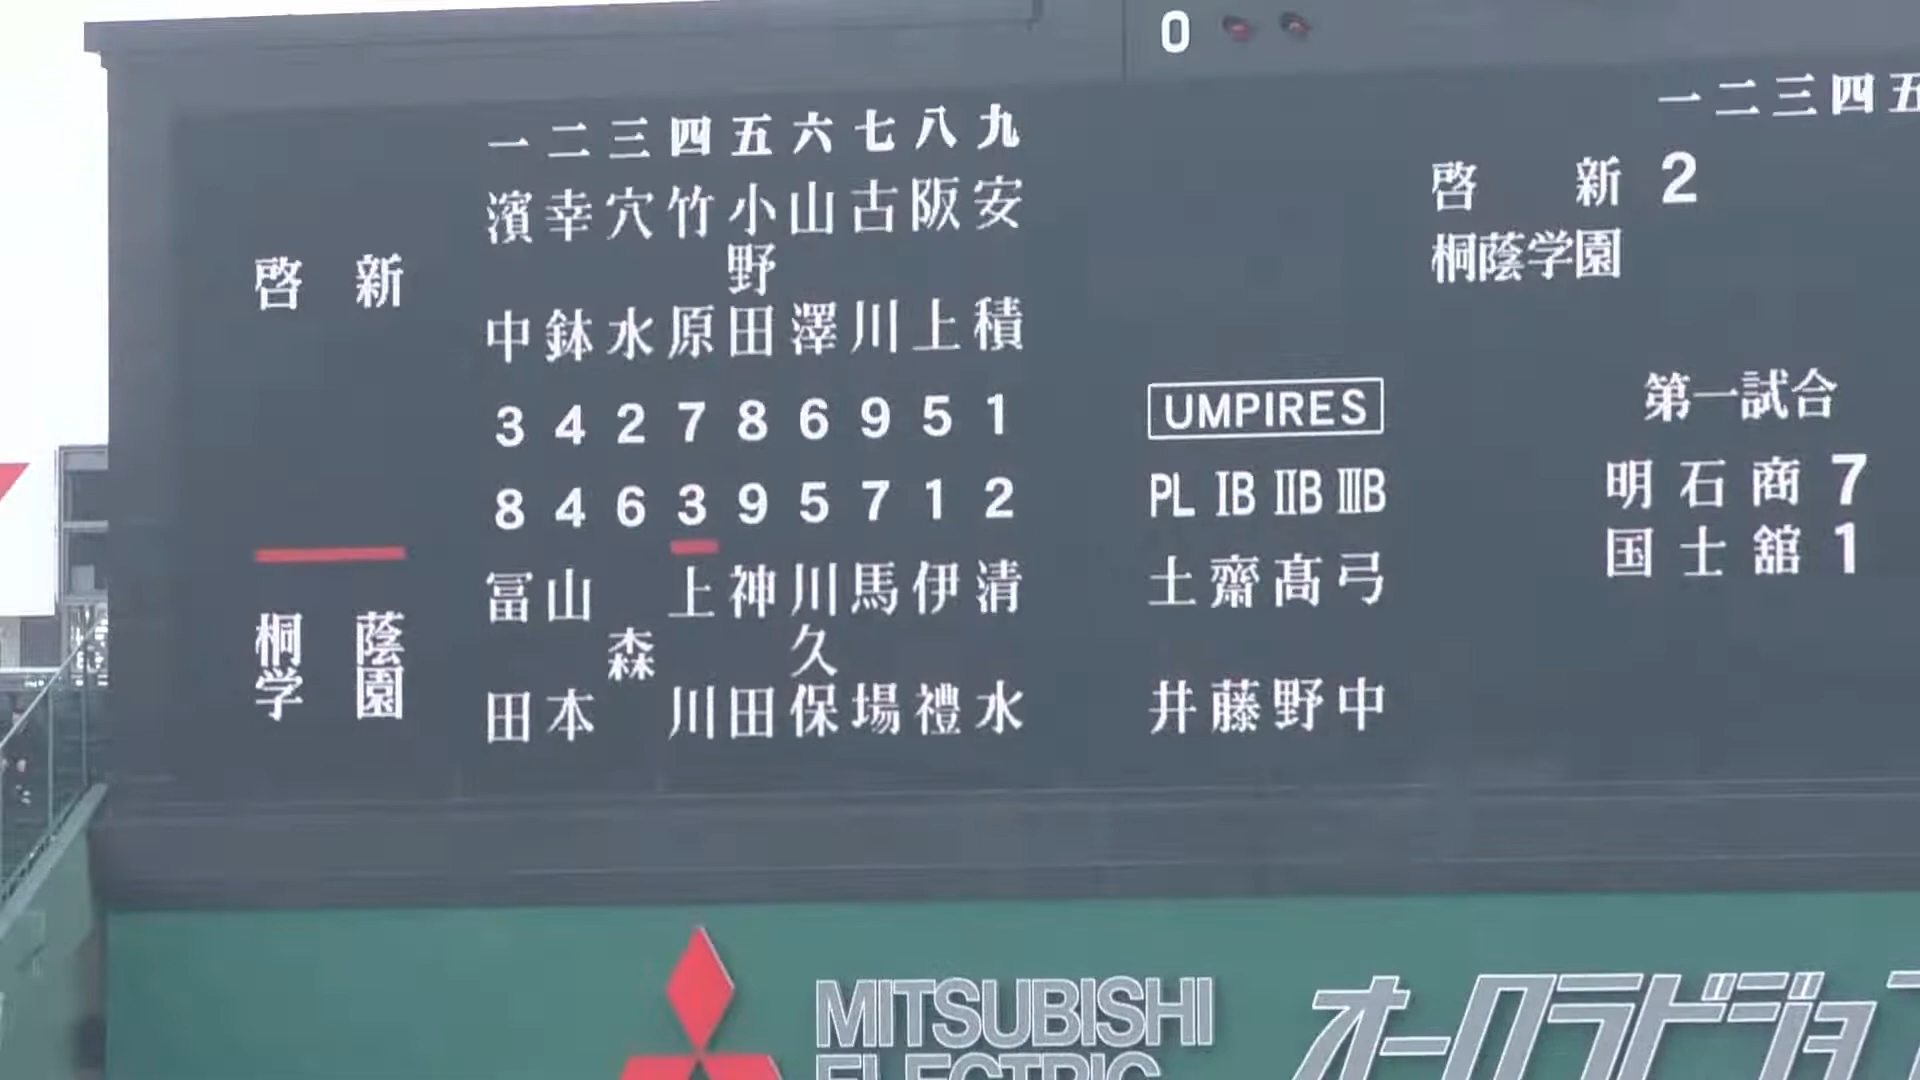 0
一 二 三 四 五 六 七 八 九
啓 新
濱中 幸鉢 穴水 竹原 小野田 山澤 古川 阪上 安積
3 4 2 7 8 6 9 5 1
8 4 6 3 9 5 7 1 2
桐蔭学園
冨田 山本 森 上川 神田 川久保 馬場 伊禮 清水
UMPIRES
PL ⅠB ⅡB ⅢB
土井 齋藤 髙野 弓中
一 二 三 四 五
啓 新 2
桐蔭学園
第一試合
明石商 7
国士舘 1
MITSUBISHI
ELECTRIC
オーロラビジョ